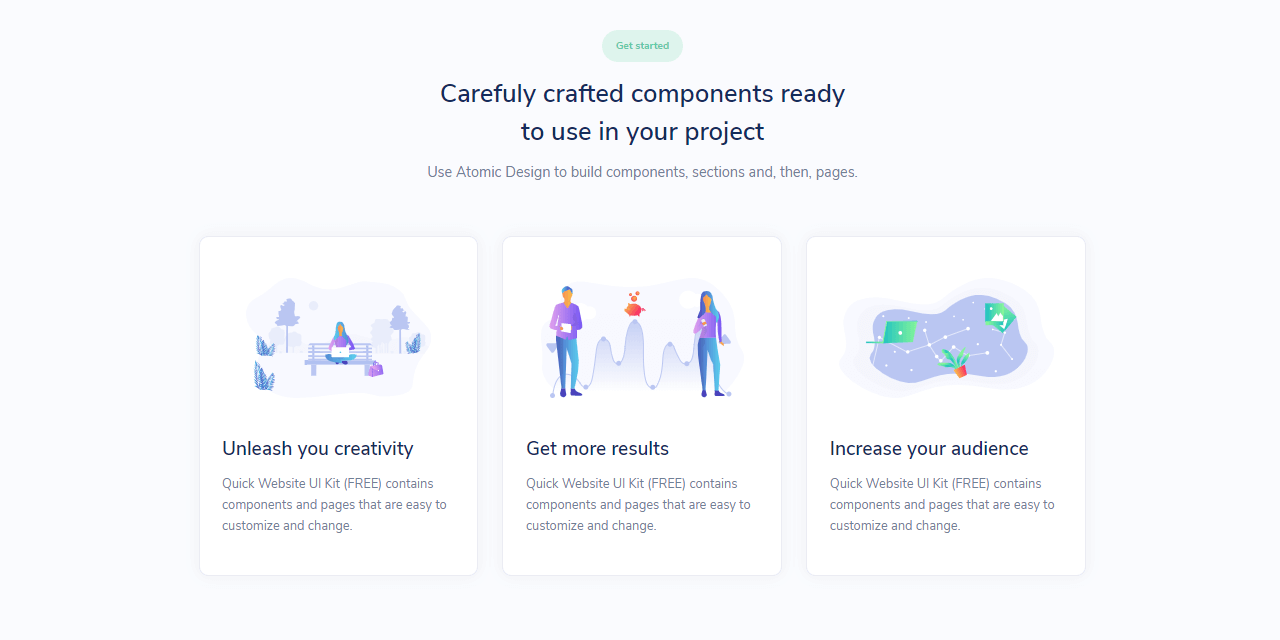 Get started
Carefuly crafted components ready
to use in your project
Use Atomic Design to build components, sections and, then, pages.
Unleash you creativity
Quick Website UI Kit (FREE) contains
components and pages that are easy to
customize and change.
Get more results
Quick Website UI Kit (FREE) contains
components and pages that are easy to
customize and change.
Increase your audience
Quick Website UI Kit (FREE) contains
components and pages that are easy to
customize and change.